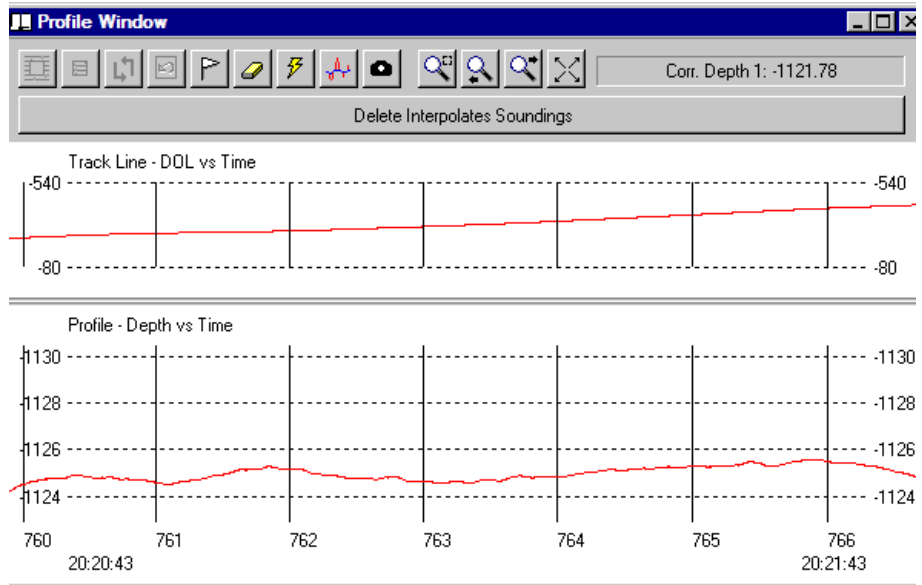 Profile Window
Corr. Depth 1: -1121.78
Delete Interpolates Soundings
Track Line - DOL vs Time
-540 -540
-80 -80
Profile - Depth vs Time
-1130 -1130
-1128 -1128
-1126 -1126
-1124 -1124
760 761 762 763 764 765 766
20:20:43 20:21:43